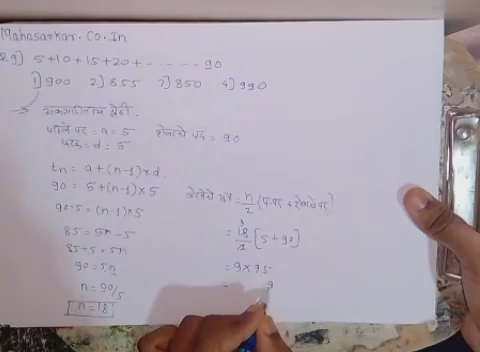 Mahasarkar.Co.In
29) 5+10+15+20+ - - - - - - 90
1) 900 2) 855 3) 850 4) 990
→ अंकगणितीय श्रेढी.
पहिले पद = a = 5 शेवटचे पद = 90
फरक = d = 5
tn = a+(n-1)×d.
90 = 5+(n-1)×5
90-5 = (n-1)×5
85 = 5n - 5
85+5 = 5n
90 = 5n
n = 90/5
n = 18
= n/2 (प.पद + शेवटचे पद)
= 18/2 [5+90]
= 9×95
= 9